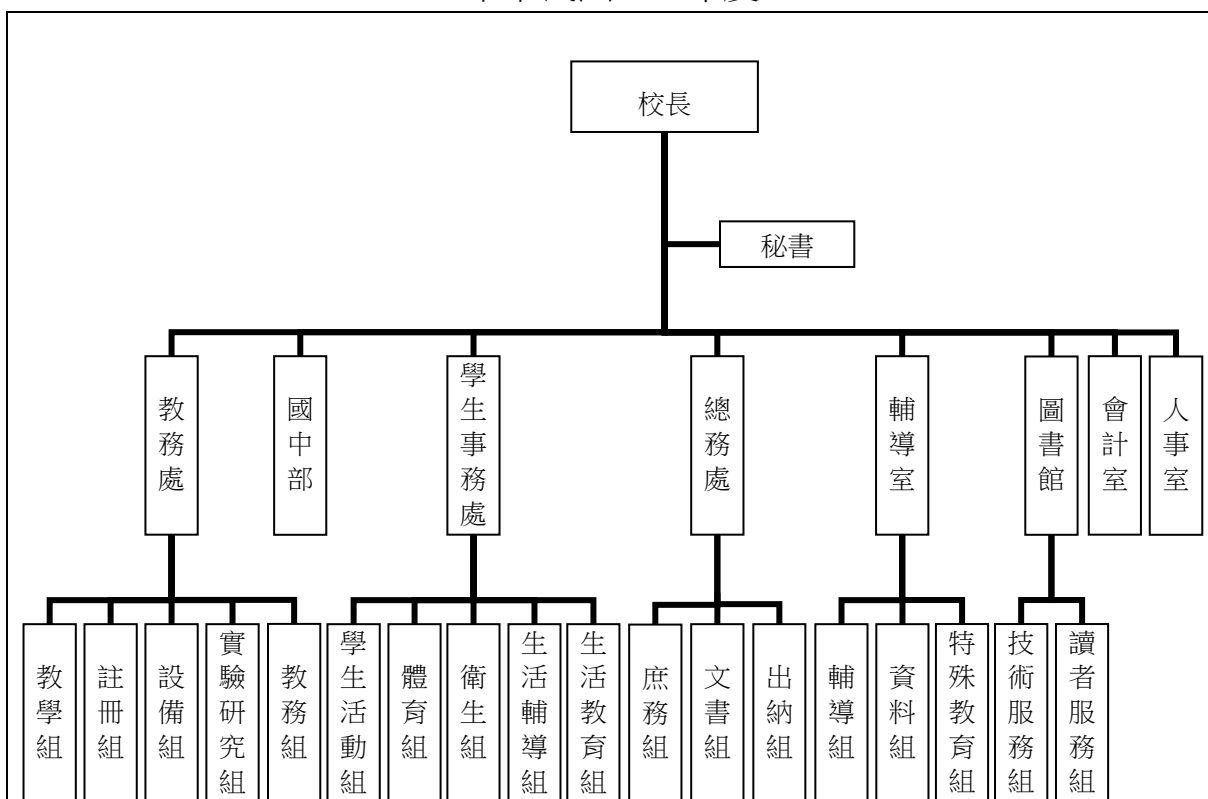 校長
秘書
教務處
國中部
學生事務處
總務處
輔導室
圖書館
會計室
人事室
教學組
註冊組
設備組
實驗研究組
教務組
學生活動組
體育組
衛生組
生活輔導組
生活教育組
庶務組
文書組
出納組
輔導組
資料組
特殊教育組
技術服務組
讀者服務組